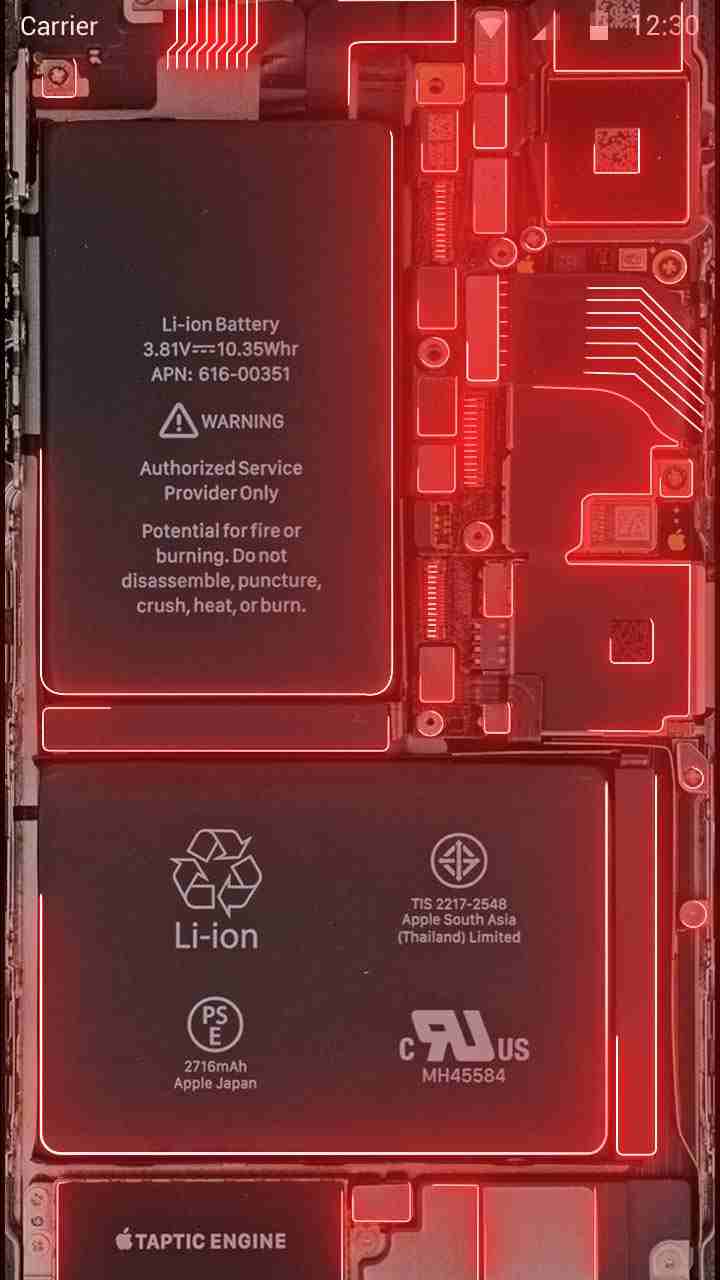 Carrier
12:30
Li-ion Battery
3.81V⎓10.35Whr
APN: 616-00351
WARNING
Authorized Service
Provider Only
Potential for fire or
burning. Do not
disassemble, puncture,
crush, heat, or burn.
Li-ion
TIS 2217-2548
Apple South Asia
(Thailand) Limited
PS
E
2716mAh
Apple Japan
c RU US
MH45584
TAPTIC ENGINE